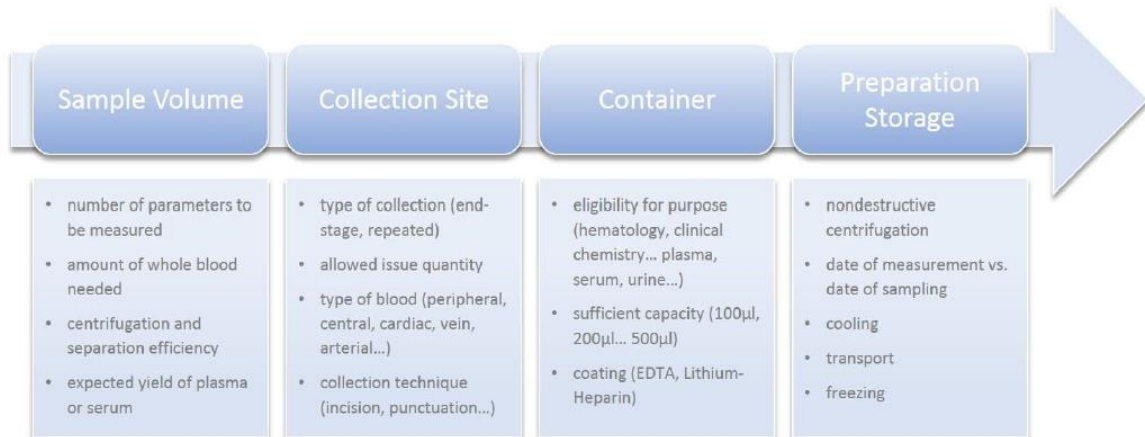 Sample Volume
Collection Site
Container
Preparation
Storage
• number of parameters to
be measured
• amount of whole blood
needed
• centrifugation and
separation efficiency
• expected yield of plasma
or serum
• type of collection (end-
stage, repeated)
• allowed issue quantity
• type of blood (peripheral,
central, cardiac, vein,
arterial...)
• collection technique
(incision, punctuation...)
• eligibility for purpose
(hematology, clinical
chemistry... plasma,
serum, urine...)
• sufficient capacity (100µl,
200µl... 500µl)
• coating (EDTA, Lithium-
Heparin)
• nondestructive
centrifugation
• date of measurement vs.
date of sampling
• cooling
• transport
• freezing